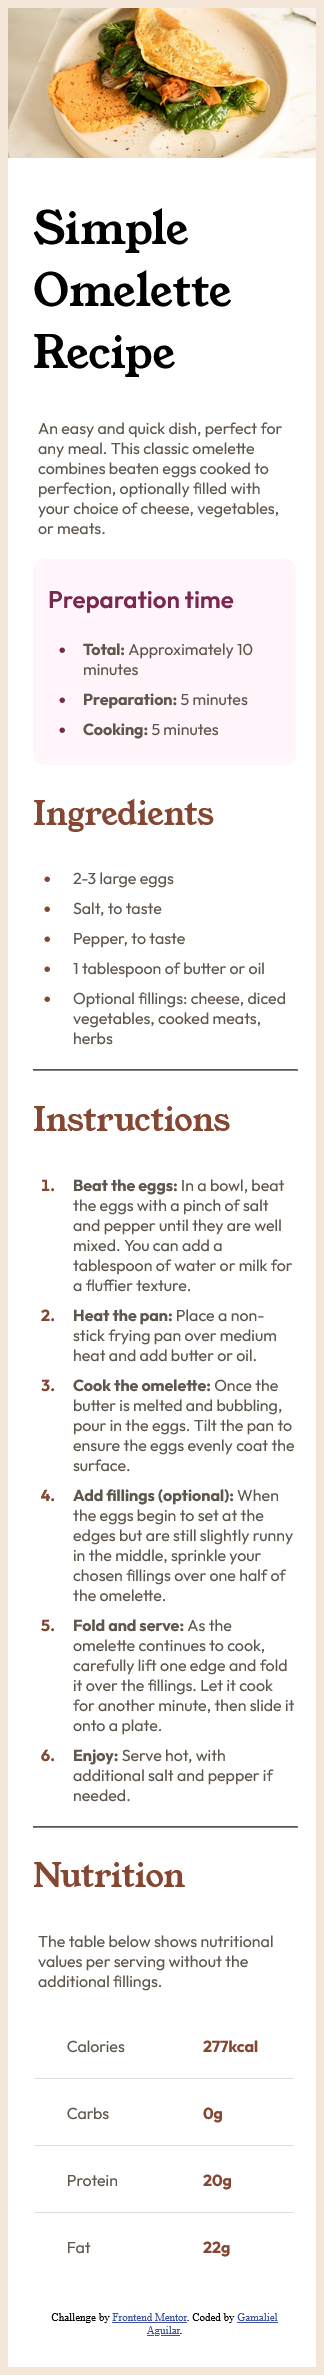 Simple
Omelette
Recipe
An easy and quick dish, perfect for
any meal. This classic omelette
combines beaten eggs cooked to
perfection, optionally filled with
your choice of cheese, vegetables,
or meats.
Preparation time
• Total: Approximately 10
minutes
• Preparation: 5 minutes
• Cooking: 5 minutes
Ingredients
• 2-3 large eggs
• Salt, to taste
• Pepper, to taste
• 1 tablespoon of butter or oil
• Optional fillings: cheese, diced
vegetables, cooked meats,
herbs
Instructions
1. Beat the eggs: In a bowl, beat
the eggs with a pinch of salt
and pepper until they are well
mixed. You can add a
tablespoon of water or milk for
a fluffier texture.
2. Heat the pan: Place a non-
stick frying pan over medium
heat and add butter or oil.
3. Cook the omelette: Once the
butter is melted and bubbling,
pour in the eggs. Tilt the pan to
ensure the eggs evenly coat the
surface.
4. Add fillings (optional): When
the eggs begin to set at the
edges but are still slightly runny
in the middle, sprinkle your
chosen fillings over one half of
the omelette.
5. Fold and serve: As the
omelette continues to cook,
carefully lift one edge and fold
it over the fillings. Let it cook
for another minute, then slide it
onto a plate.
6. Enjoy: Serve hot, with
additional salt and pepper if
needed.
Nutrition
The table below shows nutritional
values per serving without the
additional fillings.
Calories 277kcal
Carbs 0g
Protein 20g
Fat 22g
Challenge by Frontend Mentor. Coded by Gamaliel
Aguilar.